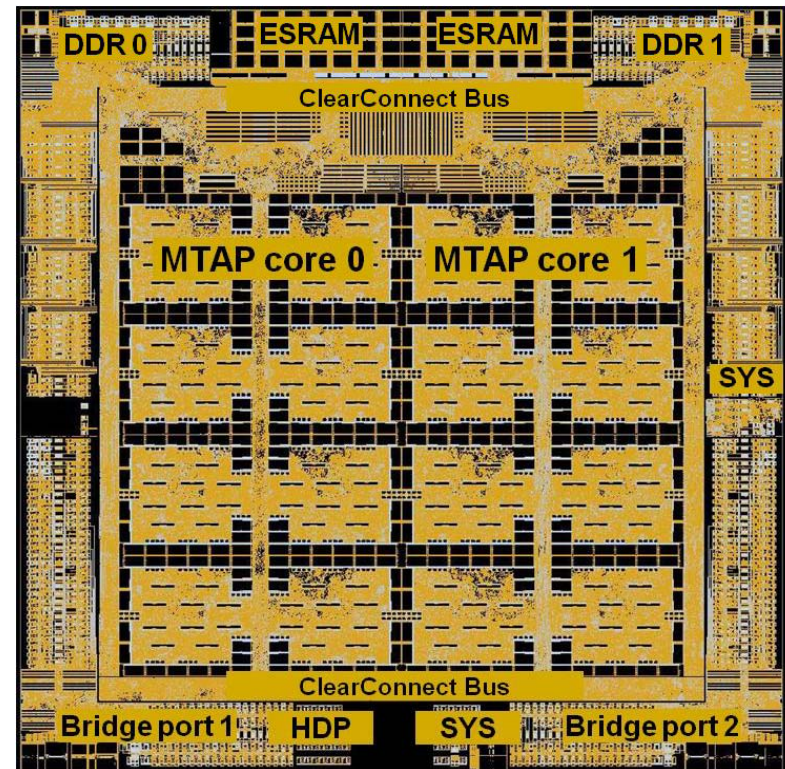 DDR 0
ESRAM
ESRAM
DDR 1
ClearConnect Bus
MTAP core 0
MTAP core 1
SYS
ClearConnect Bus
Bridge port 1
HDP
SYS
Bridge port 2